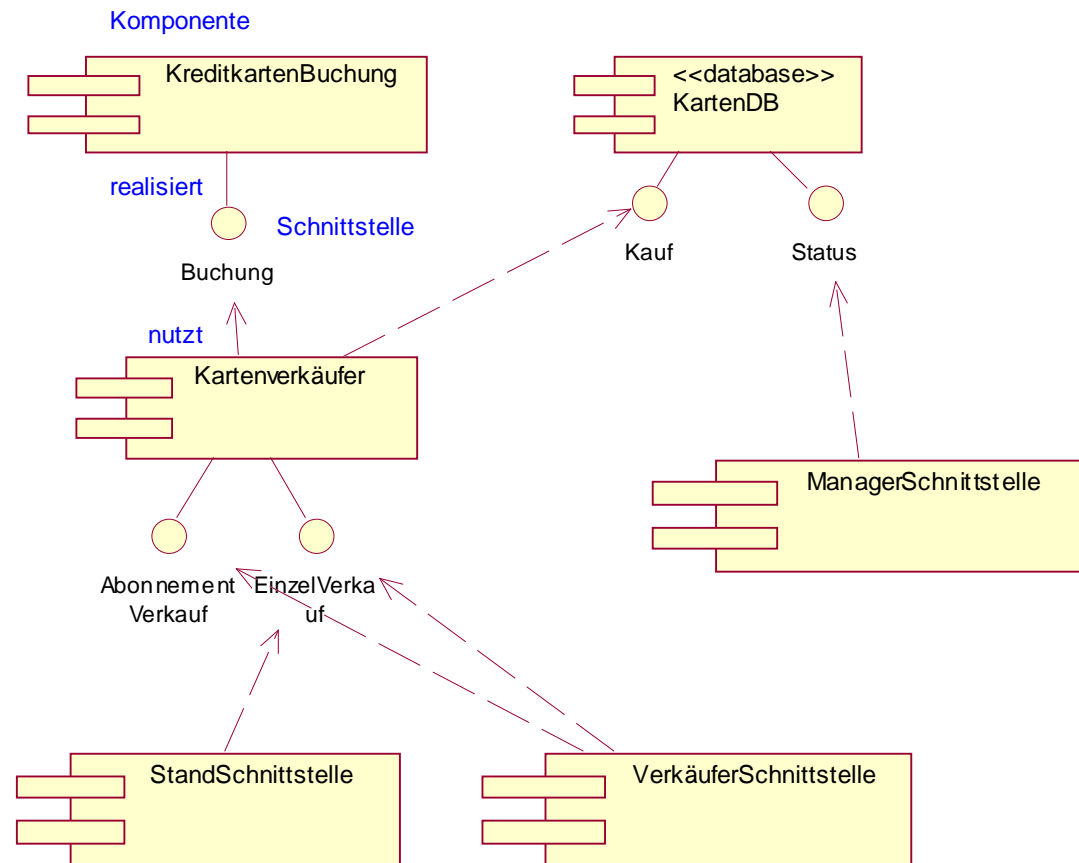 Komponente
KreditkartenBuchung
<<database>>
KartenDB
realisiert
Schnittstelle
Buchung
Kauf
Status
nutzt
Kartenverkäufer
ManagerSchnittstelle
Abonnement
Verkauf
EinzelVerka
uf
StandSchnittstelle
VerkäuferSchnittstelle